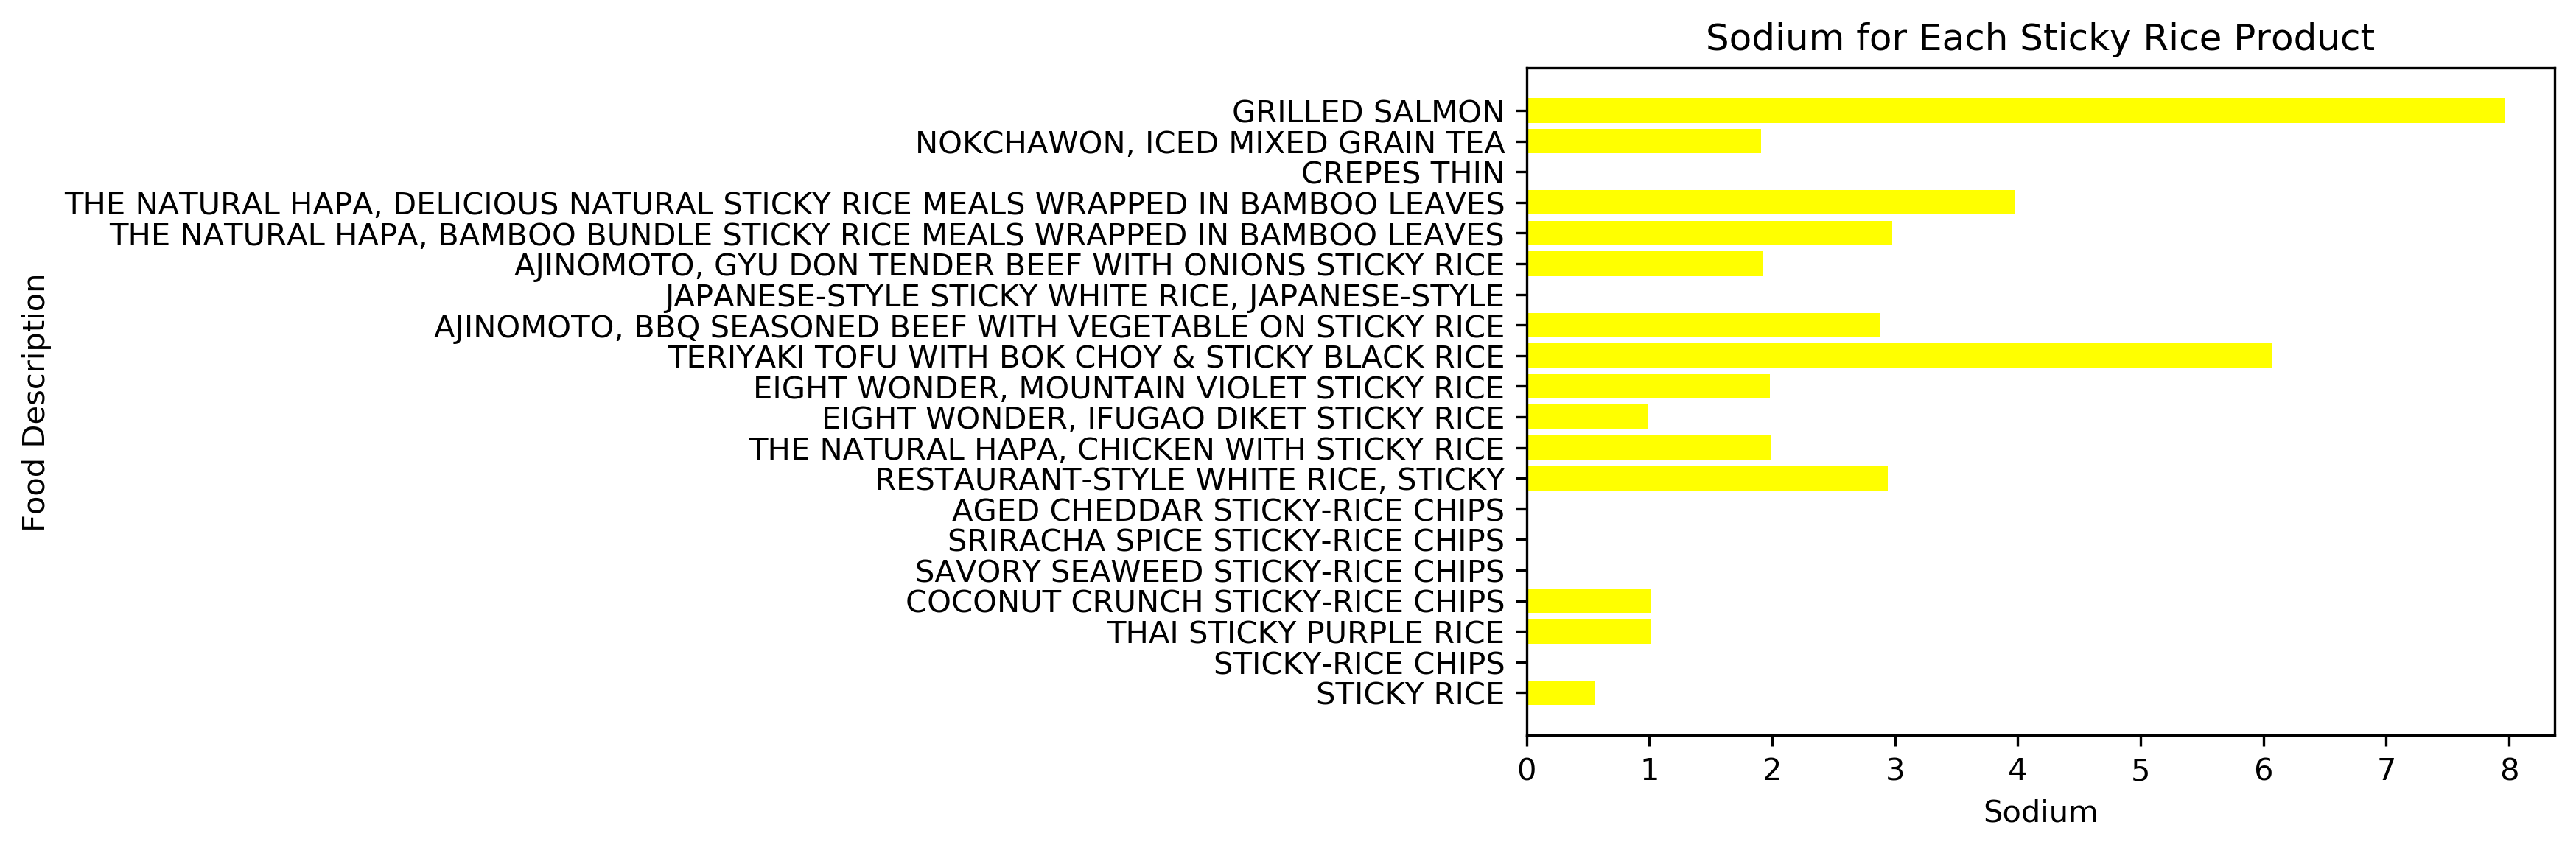 Sodium for Each Sticky Rice Product
GRILLED SALMON
NOKCHAWON, ICED MIXED GRAIN TEA
CREPES THIN
THE NATURAL HAPA, DELICIOUS NATURAL STICKY RICE MEALS WRAPPED IN BAMBOO LEAVES
THE NATURAL HAPA, BAMBOO BUNDLE STICKY RICE MEALS WRAPPED IN BAMBOO LEAVES
AJINOMOTO, GYU DON TENDER BEEF WITH ONIONS STICKY RICE
JAPANESE-STYLE STICKY WHITE RICE, JAPANESE-STYLE
AJINOMOTO, BBQ SEASONED BEEF WITH VEGETABLE ON STICKY RICE
TERIYAKI TOFU WITH BOK CHOY & STICKY BLACK RICE
EIGHT WONDER, MOUNTAIN VIOLET STICKY RICE
EIGHT WONDER, IFUGAO DIKET STICKY RICE
THE NATURAL HAPA, CHICKEN WITH STICKY RICE
RESTAURANT-STYLE WHITE RICE, STICKY
AGED CHEDDAR STICKY-RICE CHIPS
SRIRACHA SPICE STICKY-RICE CHIPS
SAVORY SEAWEED STICKY-RICE CHIPS
COCONUT CRUNCH STICKY-RICE CHIPS
THAI STICKY PURPLE RICE
STICKY-RICE CHIPS
STICKY RICE
Food Description
0 1 2 3 4 5 6 7 8
Sodium